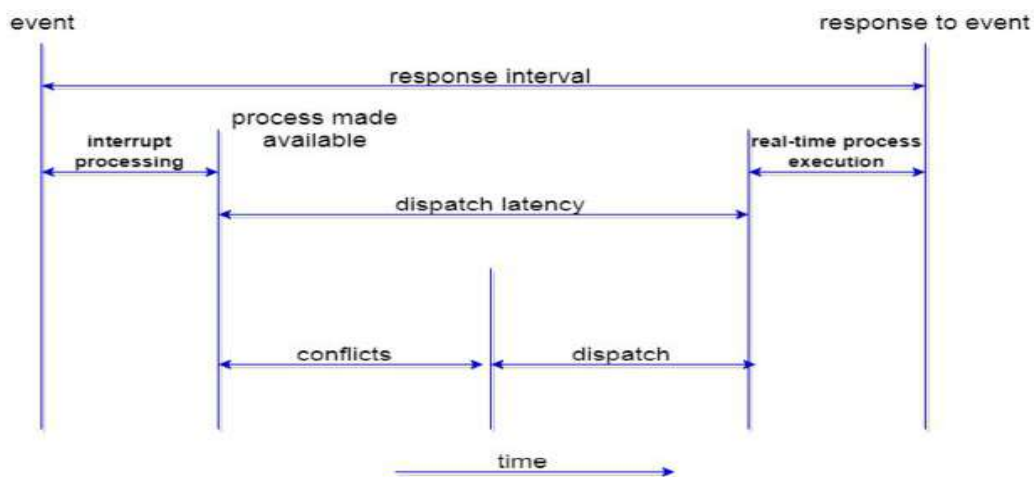 event
response to event
response interval
process made
available
interrupt
processing
real-time process
execution
dispatch latency
conflicts
dispatch
time